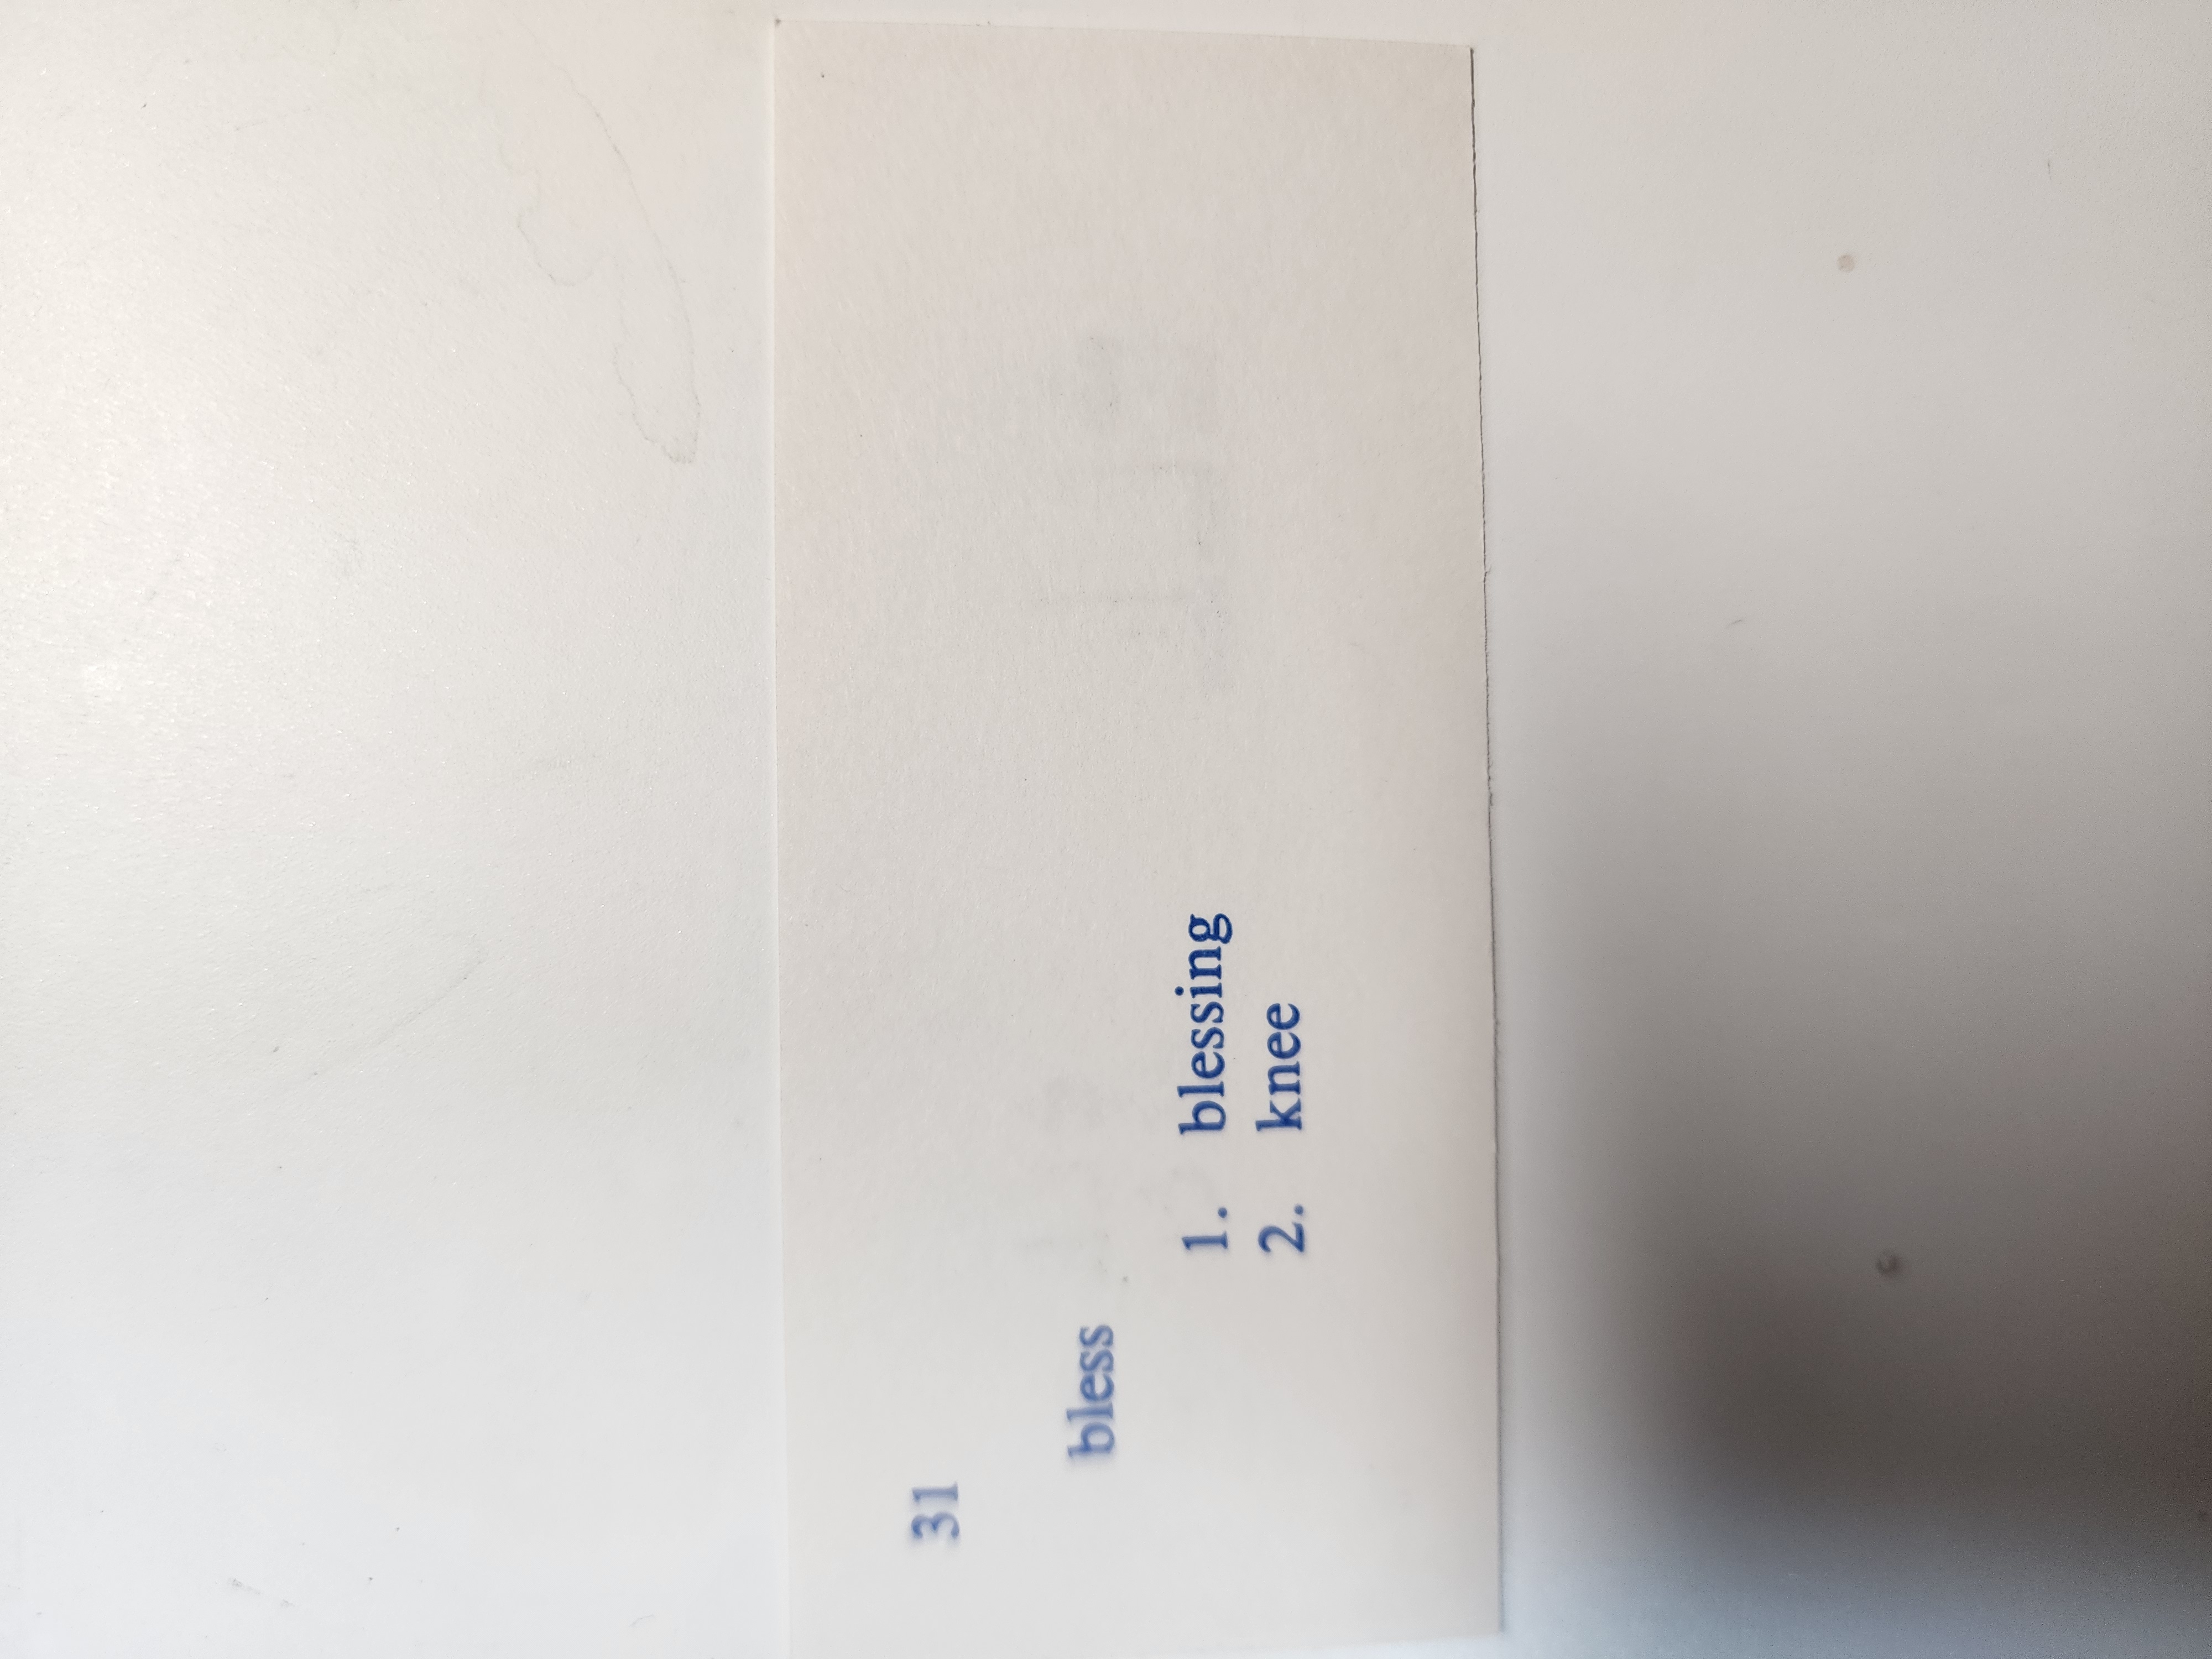 31
bless
1. blessing
2. knee